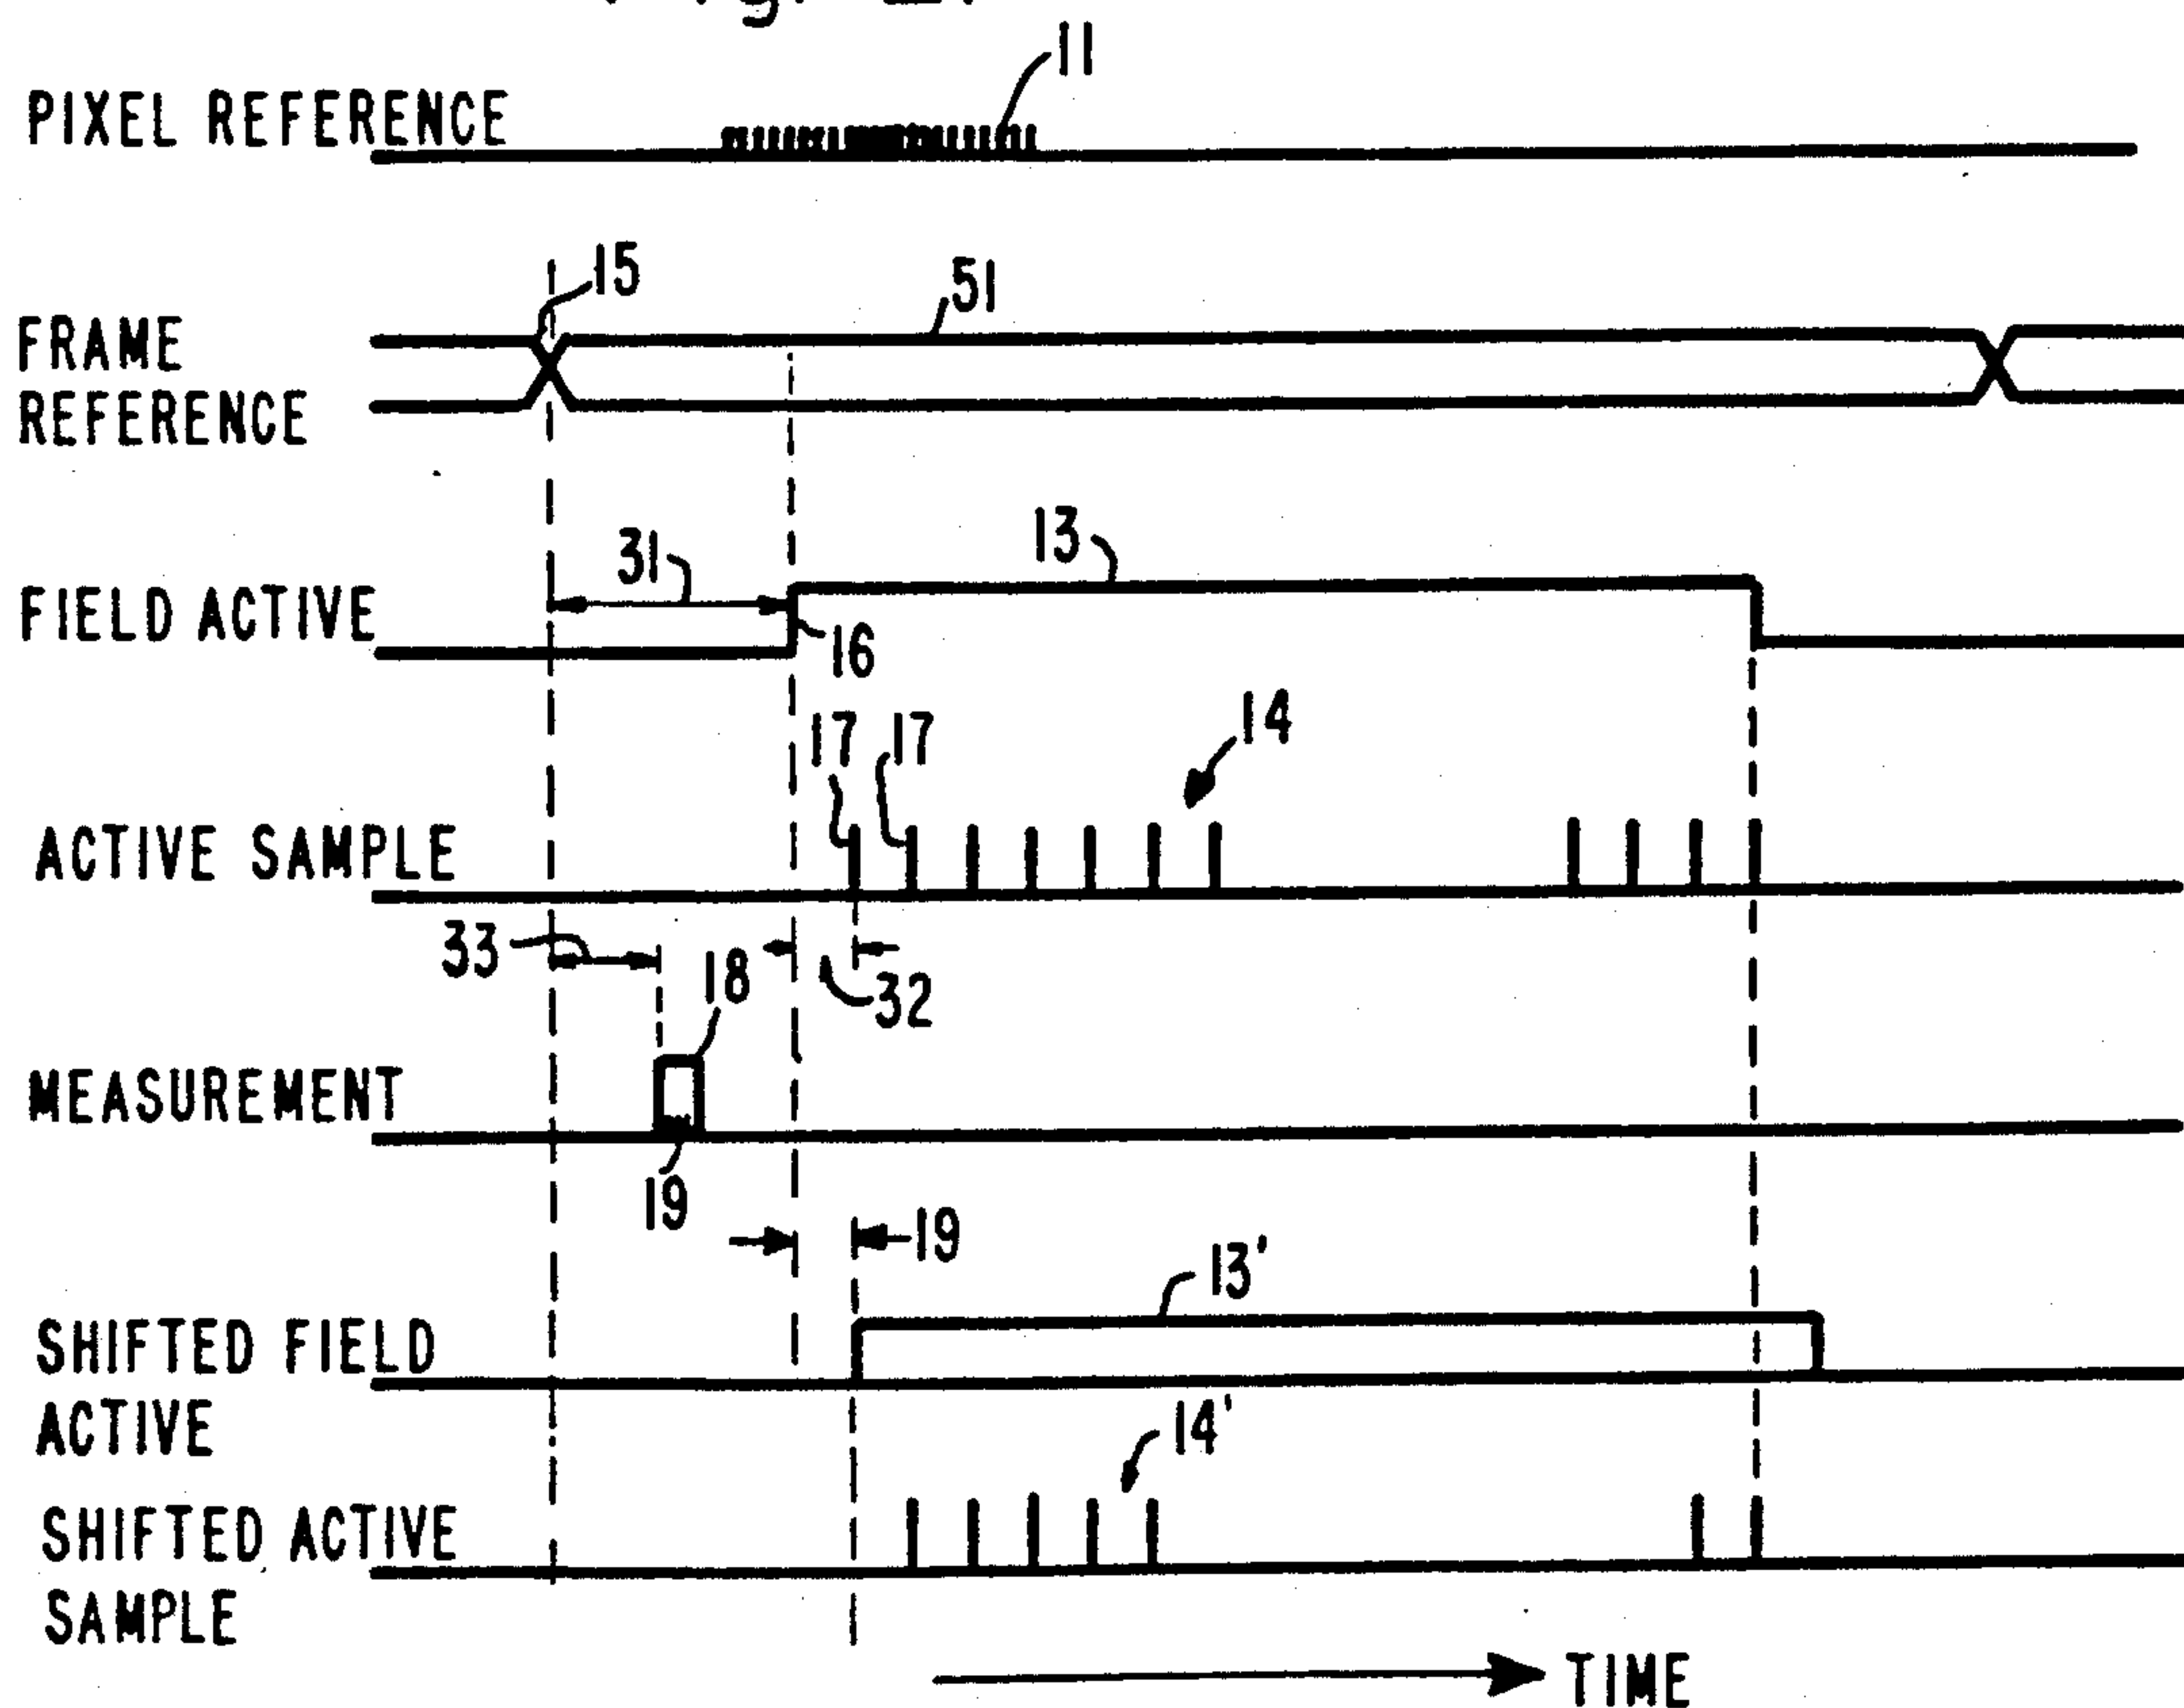 11
PIXEL REFERENCE
15
51
FRAME
REFERENCE
31
13
FIELD ACTIVE
16
17 17
14
ACTIVE SAMPLE
33
18
32
MEASUREMENT
19
19
13'
SHIFTED FIELD
ACTIVE
14'
SHIFTED ACTIVE
SAMPLE
TIME